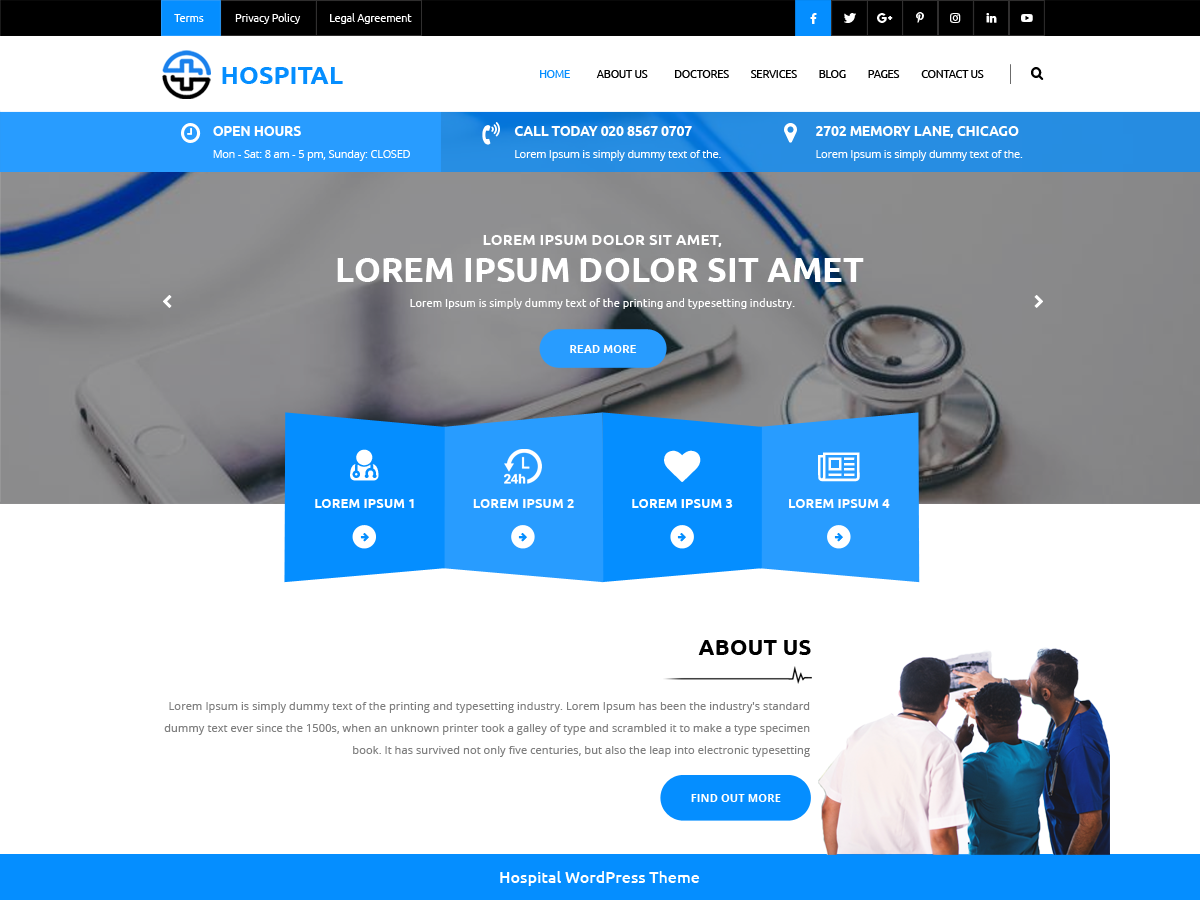 Terms
Privacy Policy
Legal Agreement
HOSPITAL
HOME
ABOUT US
DOCTORES
SERVICES
BLOG
PAGES
CONTACT US
OPEN HOURS
Mon - Sat: 8 am - 5 pm, Sunday: CLOSED
CALL TODAY 020 8567 0707
Lorem Ipsum is simply dummy text of the.
2702 MEMORY LANE, CHICAGO
Lorem Ipsum is simply dummy text of the.
LOREM IPSUM DOLOR SIT AMET,
LOREM IPSUM DOLOR SIT AMET
Lorem Ipsum is simply dummy text of the printing and typesetting industry.
READ MORE
24h
LOREM IPSUM 1
LOREM IPSUM 2
LOREM IPSUM 3
LOREM IPSUM 4
ABOUT US
Lorem Ipsum is simply dummy text of the printing and typesetting industry. Lorem Ipsum has been the industry's standard
dummy text ever since the 1500s, when an unknown printer took a galley of type and scrambled it to make a type specimen
book. It has survived not only five centuries, but also the leap into electronic typesetting
FIND OUT MORE
Hospital WordPress Theme